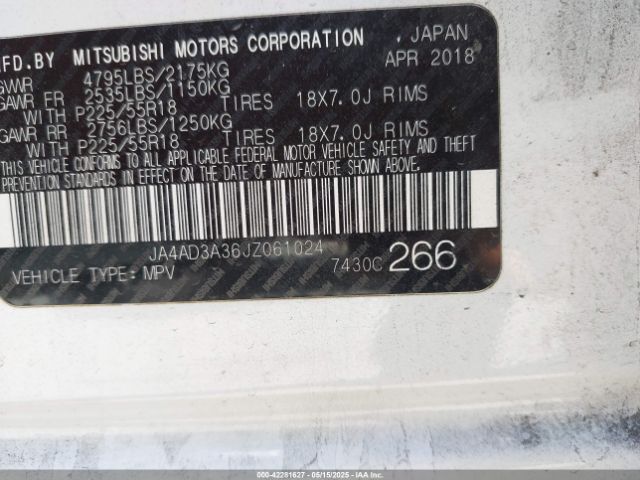 MFD.BY MITSUBISHI MOTORS CORPORATION , JAPAN
GVWR 4795LBS/2175KG APR 2018
GAWR FR 2535LBS/1150KG
WITH P225/55R18 TIRES 18X7.0J RIMS
GAWR RR 2756LBS/1250KG
WITH P225/55R18 TIRES 18X7.0J RIMS
THIS VEHICLE CONFORMS TO ALL APPLICABLE FEDERAL MOTOR VEHICLE SAFETY AND THEFT
PREVENTION STANDARDS IN EFFECT ON THE DATE OF MANUFACTURE SHOWN ABOVE.
JA4AD3A36JZ061024
VEHICLE TYPE: MPV 7430C 266
000-42281627 - 05/15/2025 - Copyright IAA, LLC